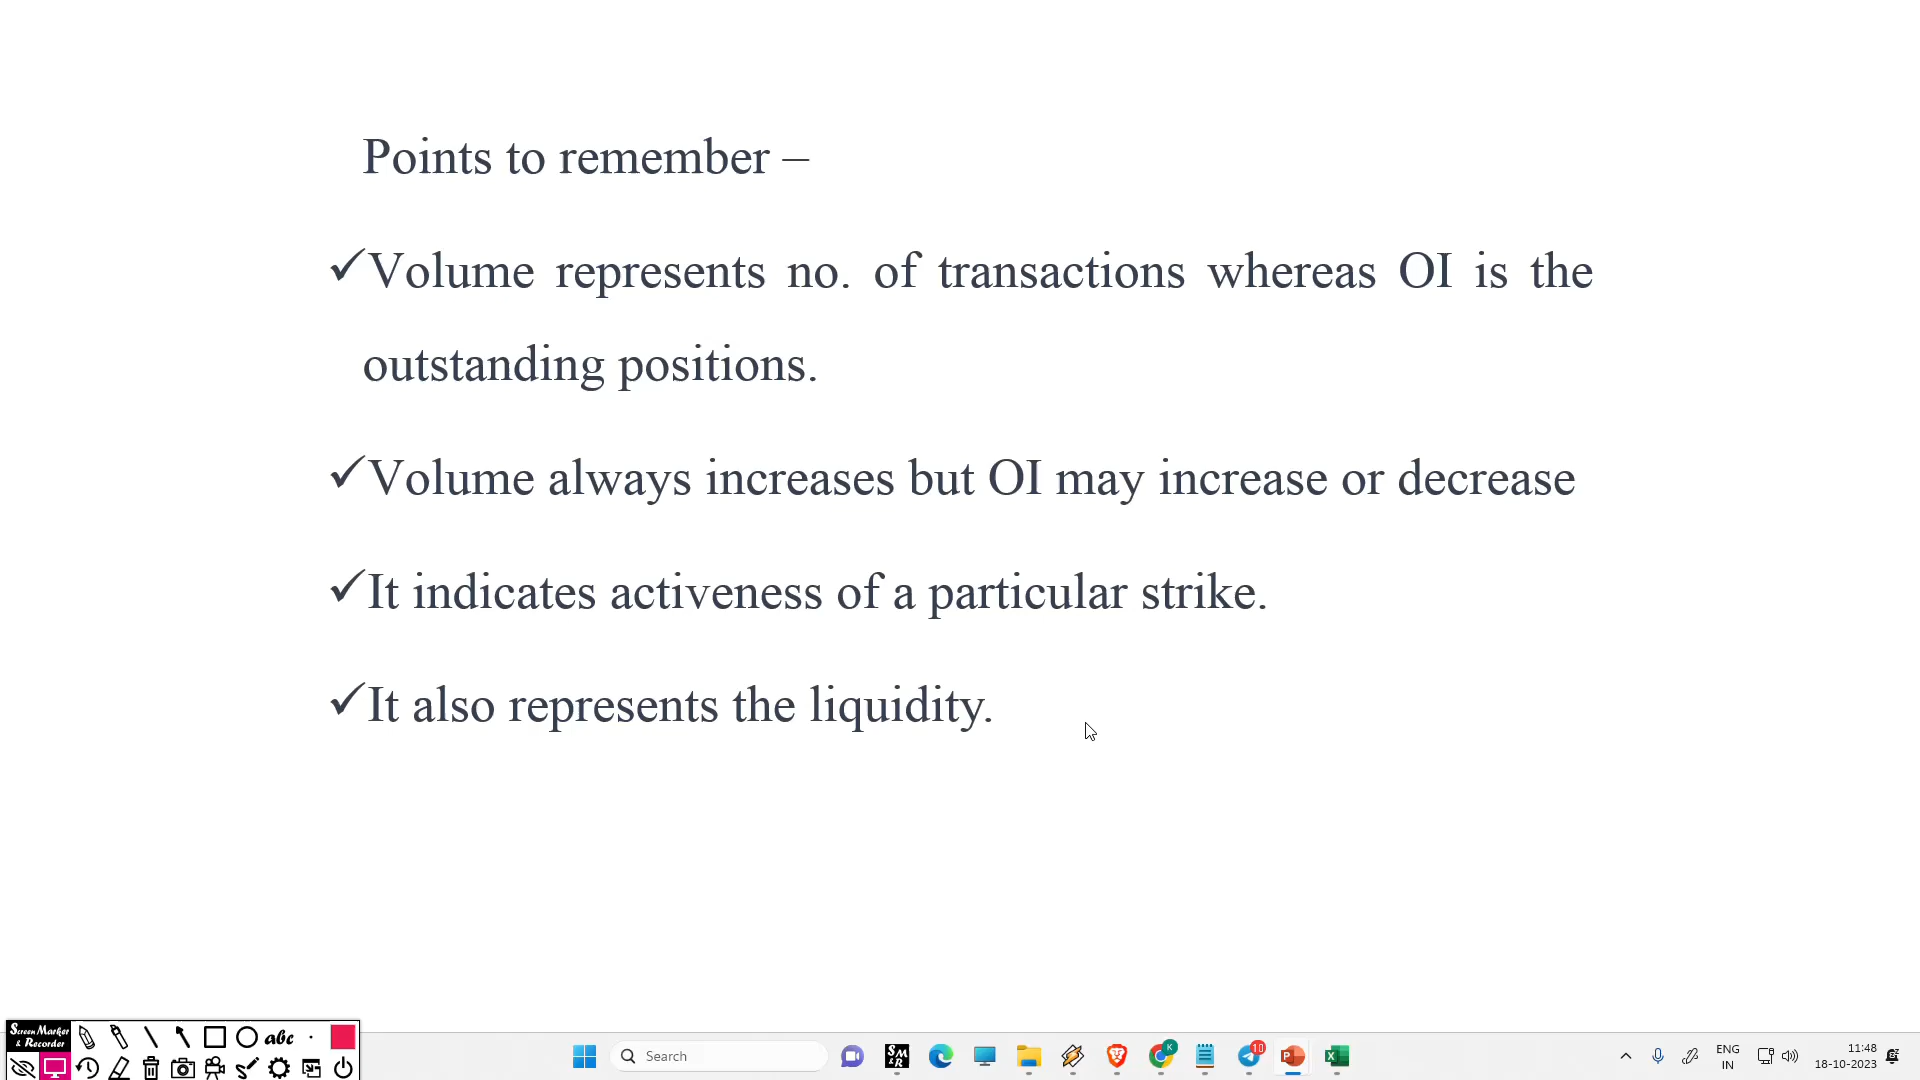 Points to remember –
✓Volume represents no. of transactions whereas OI is the
outstanding positions.
✓Volume always increases but OI may increase or decrease
✓It indicates activeness of a particular strike.
✓It also represents the liquidity.
Screen Marker
& Recorder
abc
Search
SM
& R
K
10
P
X
ENG
IN
11:48
18-10-2023